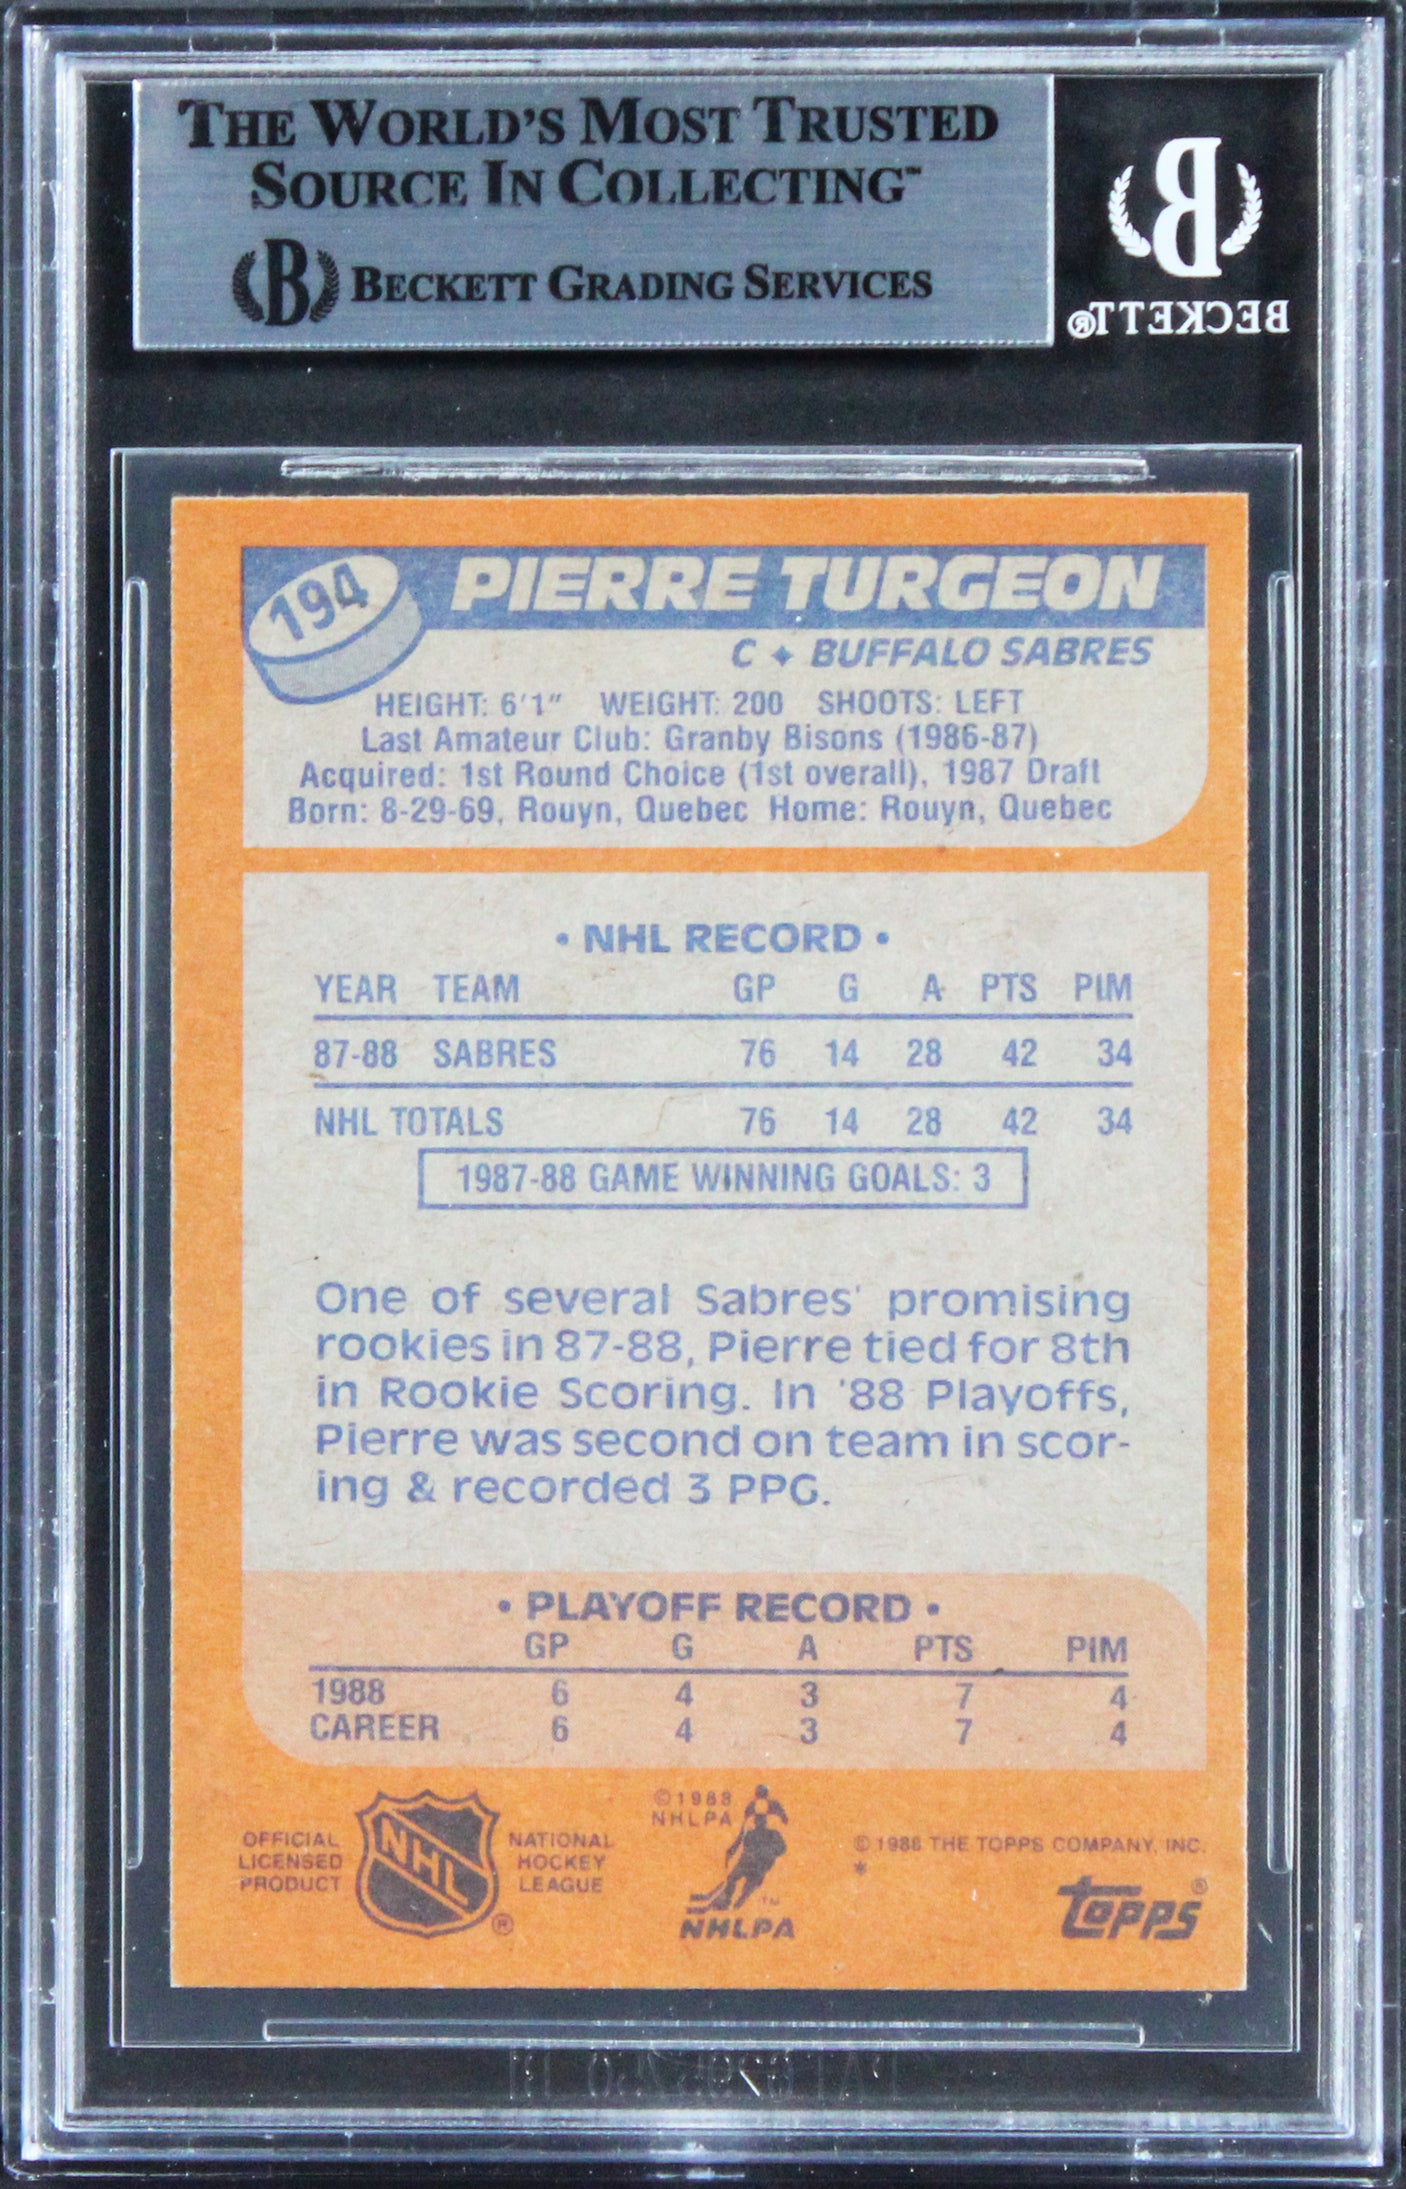 THE WORLD'S MOST TRUSTED
SOURCE IN COLLECTING™
B BECKETT GRADING SERVICES
B
BECKETT®
194
PIERRE TURGEON
C ✦ BUFFALO SABRES
HEIGHT: 6'1" WEIGHT: 200 SHOOTS: LEFT
Last Amateur Club: Granby Bisons (1986-87)
Acquired: 1st Round Choice (1st overall), 1987 Draft
Born: 8-29-69, Rouyn, Quebec Home: Rouyn, Quebec
• NHL RECORD •
YEAR TEAM GP G A PTS PIM
87-88 SABRES 76 14 28 42 34
NHL TOTALS 76 14 28 42 34
1987-88 GAME WINNING GOALS: 3
One of several Sabres' promising
rookies in 87-88, Pierre tied for 8th
in Rookie Scoring. In '88 Playoffs,
Pierre was second on team in scor-
ing & recorded 3 PPG.
• PLAYOFF RECORD •
GP G A PTS PIM
1988 6 4 3 7 4
CAREER 6 4 3 7 4
OFFICIAL
LICENSED
PRODUCT
NHL
®
NATIONAL
HOCKEY
LEAGUE
©1988
NHLPA
TM
NHLPA
© 1988 THE TOPPS COMPANY, INC.
*
TOPPS®